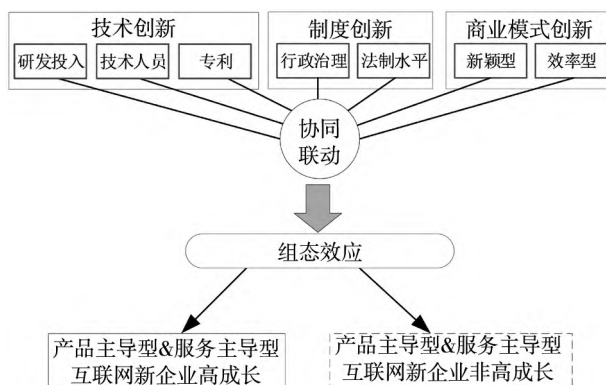 技术创新
制度创新
商业模式创新
研发投入
技术人员
专利
行政治理
法制水平
新颖型
效率型
协同
联动
组态效应
产品主导型&服务主导型
互联网新企业高成长
产品主导型&服务主导型
互联网新企业非高成长